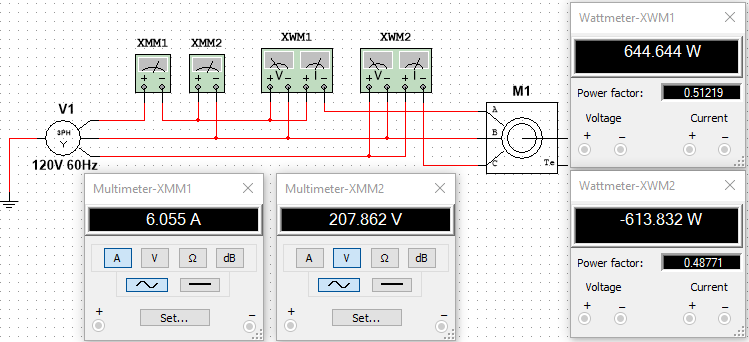 XMM1 XMM2 XWM1 XWM2
+ − + − + V − + I − + V − + I −
V1
3PH
Y
120V 60Hz
M1
A
B
C
Te
Multimeter-XMM1
6.055 A
A V Ω dB
+ Set... −
Multimeter-XMM2
207.862 V
A V Ω dB
+ Set... −
Wattmeter-XWM1
644.644 W
Power factor: 0.51219
Voltage Current
+ − + −
Wattmeter-XWM2
-613.832 W
Power factor: 0.48771
Voltage Current
+ − + −